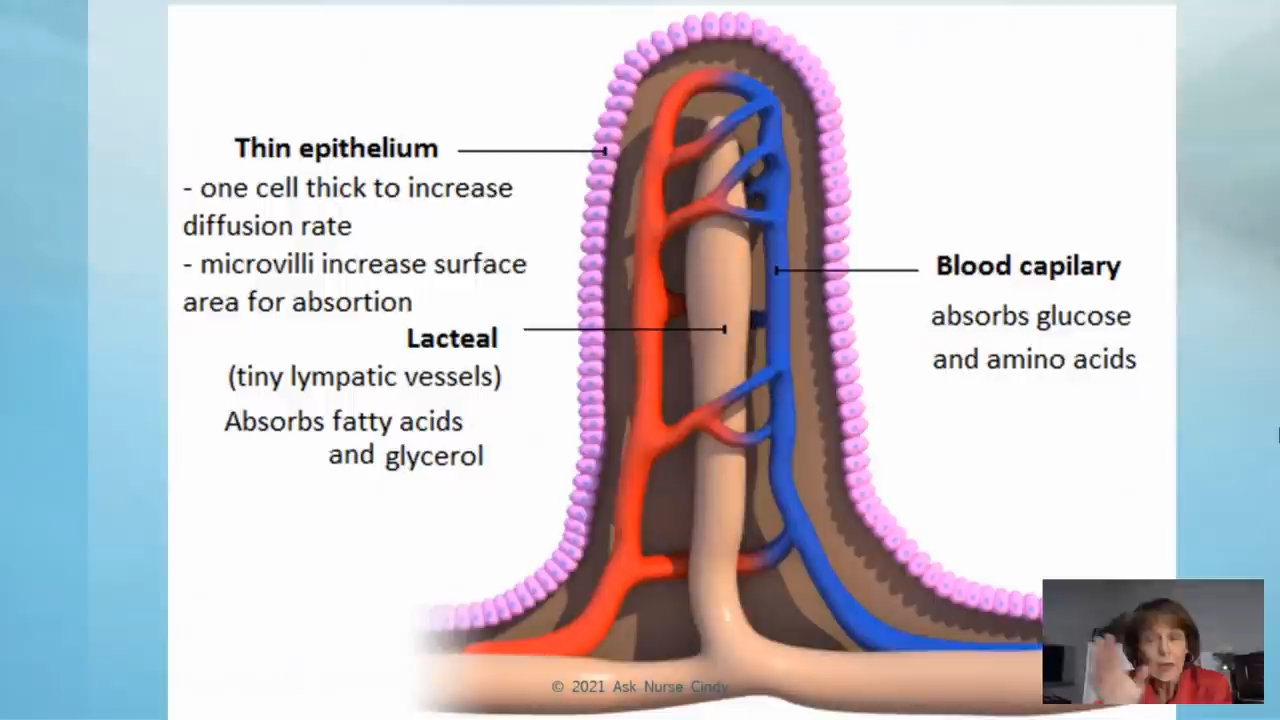 Thin epithelium
- one cell thick to increase
diffusion rate
- microvilli increase surface
area for absortion
Lacteal
(tiny lympatic vessels)
Absorbs fatty acids
and glycerol
Blood capilary
absorbs glucose
and amino acids
© 2021 Ask Nurse Cindy